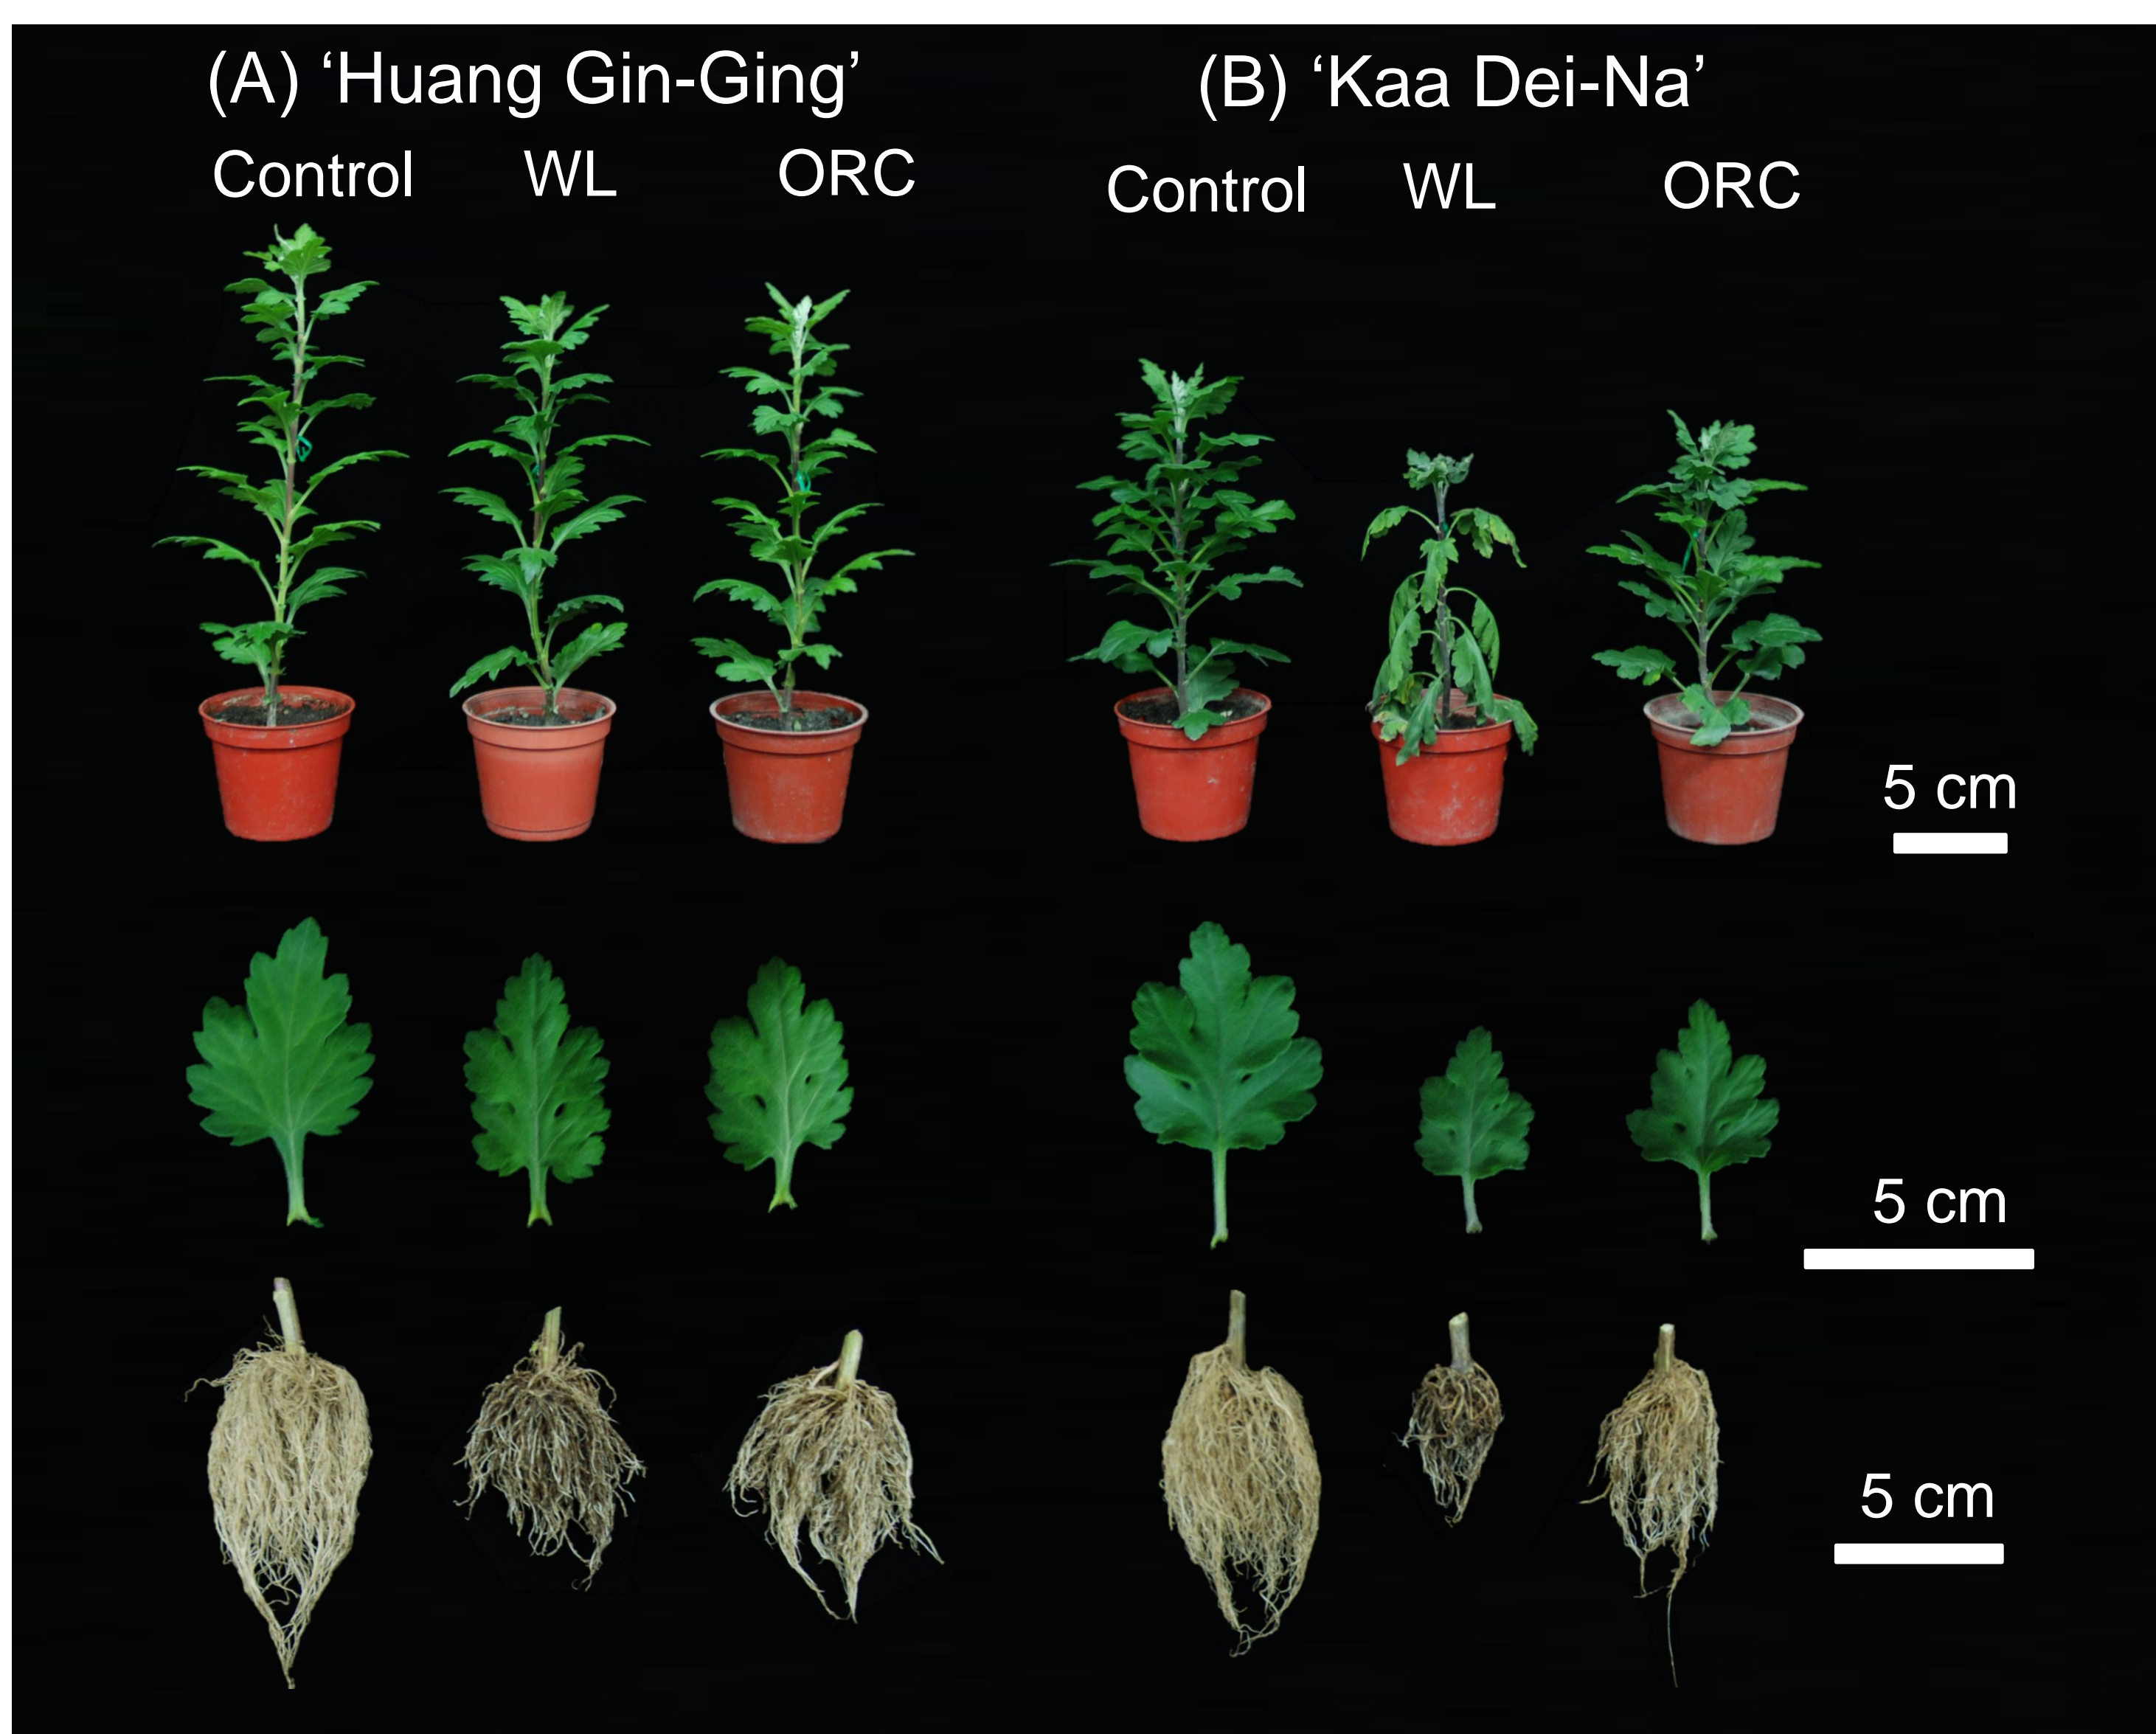 (A) ‘Huang Gin-Ging’
(B) ‘Kaa Dei-Na’
Control WL ORC
Control WL ORC
5 cm
5 cm
5 cm